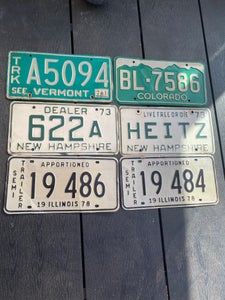 TRK A5094
SEE VERMONT
BL-7586
COLORADO
DEALER '73
622A
NEW HAMPSHIRE
LIVE FREE OR DIE
HEITZ
NEW HAMPSHIRE
APPORTIONED
SEMI TRAILER
19 486
19 ILLINOIS 78
APPORTIONED
SEMI TRAILER
19 484
19 ILLINOIS 78